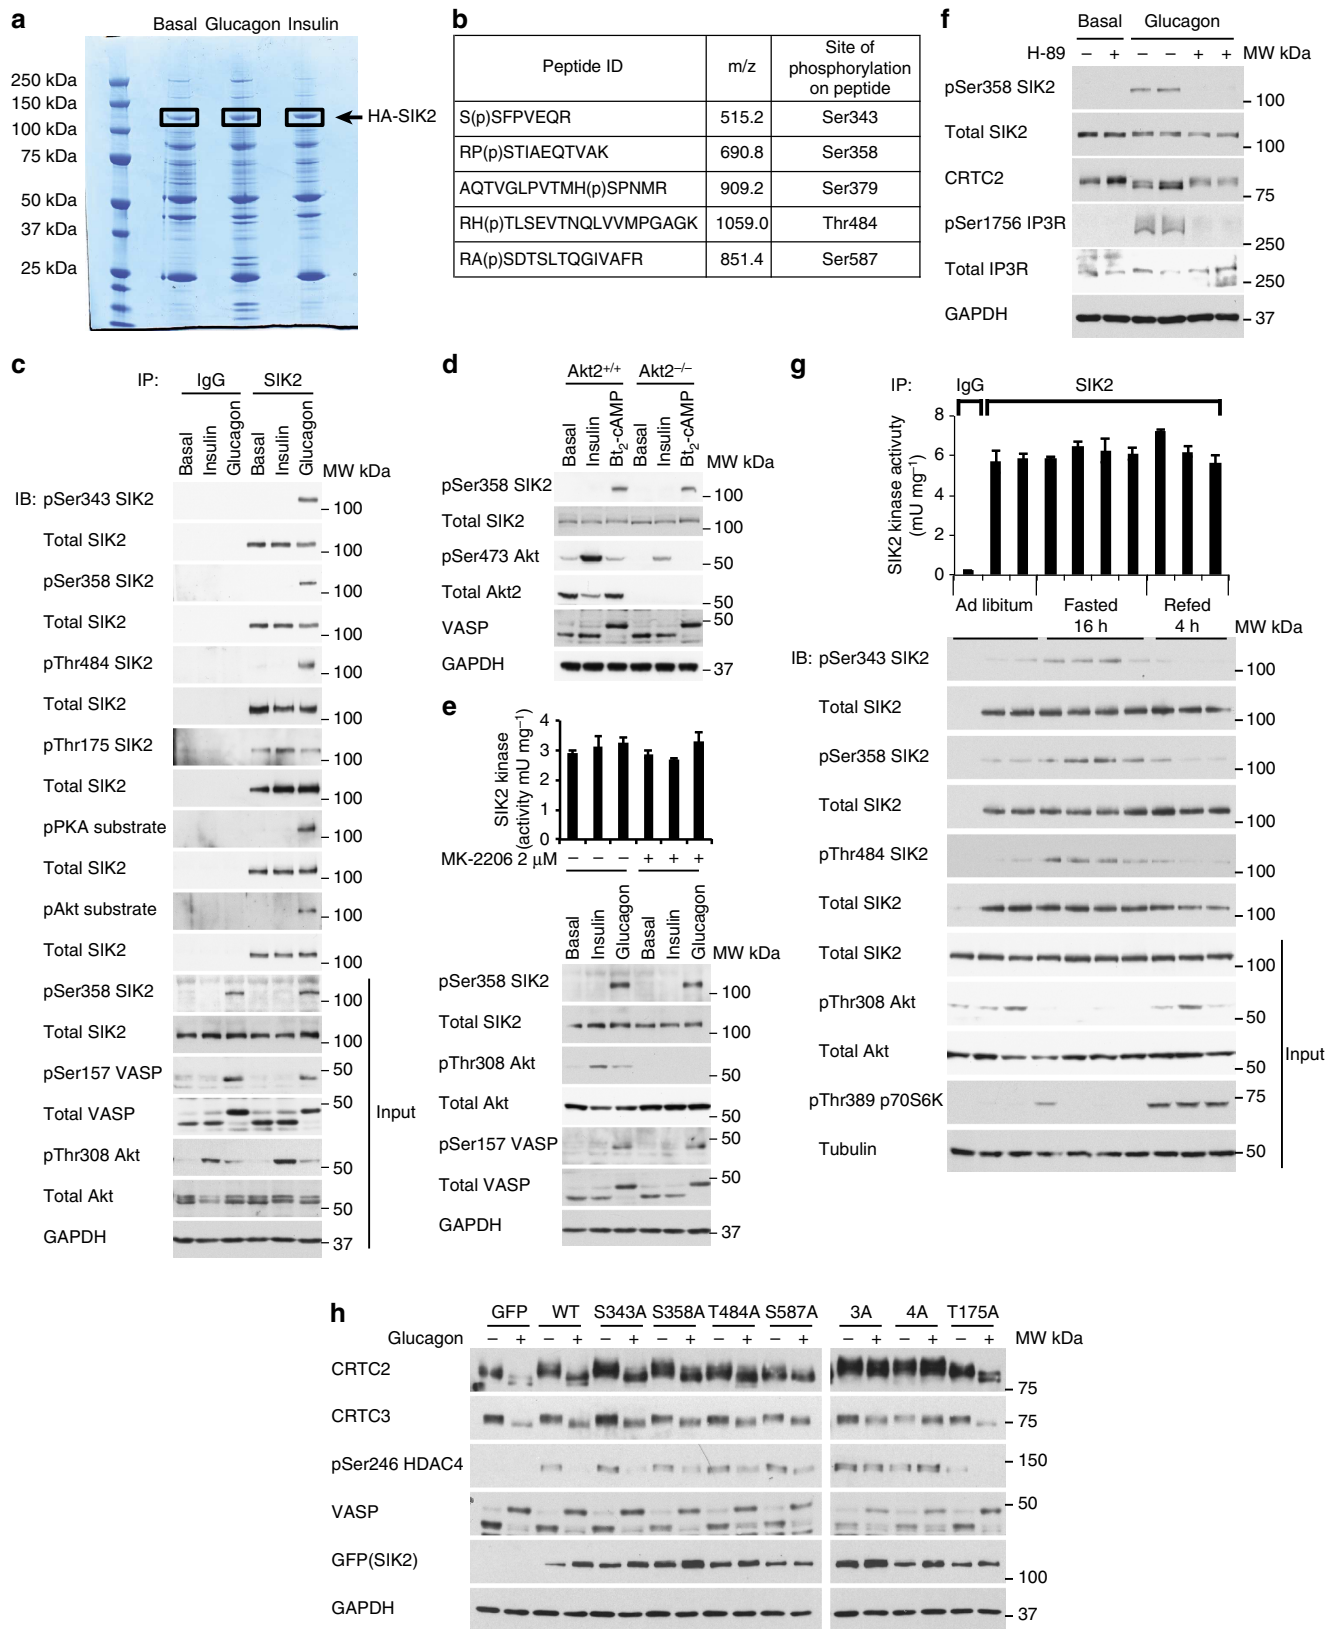 a
Basal Glucagon Insulin
250 kDa
150 kDa
100 kDa
75 kDa
50 kDa
37 kDa
25 kDa
HA-SIK2
b
Peptide ID m/z Site of phosphorylation on peptide
S(p)SFPVEQR 515.2 Ser343
RP(p)STIAEQTVAK 690.8 Ser358
AQTVGLPVTMH(p)SPNMR 909.2 Ser379
RH(p)TLSEVTNQLVVMPGAGK 1059.0 Thr484
RA(p)SDTSLTQGIVAFR 851.4 Ser587
f
Basal Glucagon
H-89 – + – – + + MW kDa
pSer358 SIK2 100
Total SIK2 100
CRTC2 75
pSer1756 IP3R 250
Total IP3R 250
GAPDH 37
c
IP: IgG SIK2
Basal Insulin Glucagon Basal Insulin Glucagon MW kDa
IB: pSer343 SIK2 100
Total SIK2 100
pSer358 SIK2 100
Total SIK2 100
pThr484 SIK2 100
Total SIK2 100
pThr175 SIK2 100
Total SIK2 100
pPKA substrate 100
Total SIK2 100
pAkt substrate 100
Total SIK2 100
pSer358 SIK2 100
Total SIK2 100
pSer157 VASP 50
Total VASP 50
pThr308 Akt 50
Total Akt 50
GAPDH 37
Input
d
Akt2+/+ Akt2–/–
Basal Insulin Bt2-cAMP Basal Insulin Bt2-cAMP MW kDa
pSer358 SIK2 100
Total SIK2 100
pSer473 Akt 50
Total Akt2 50
VASP 50
GAPDH 37
e
SIK2 kinase
(activity mU mg–1)
4
3
2
1
0
MK-2206 2 µM – – – + + +
Basal Insulin Glucagon Basal Insulin Glucagon MW kDa
pSer358 SIK2 100
Total SIK2 100
pThr308 Akt 50
Total Akt 50
pSer157 VASP 50
Total VASP 50
GAPDH 37
g
IP: IgG SIK2
SIK2 kinase activity
(mU mg–1)
8
6
4
2
0
Ad libitum Fasted 16 h Refed 4 h MW kDa
IB: pSer343 SIK2 100
Total SIK2 100
pSer358 SIK2 100
Total SIK2
pThr484 SIK2 100
Total SIK2 100
Total SIK2 100
pThr308 Akt 50
Total Akt 50
pThr389 p70S6K 75
Tubulin 50
Input
h
GFP WT S343A S358A T484A S587A 3A 4A T175A
Glucagon – + – + – + – + – + – + – + – + – + MW kDa
CRTC2 75
CRTC3 75
pSer246 HDAC4 150
VASP 50
GFP(SIK2) 100
GAPDH 37